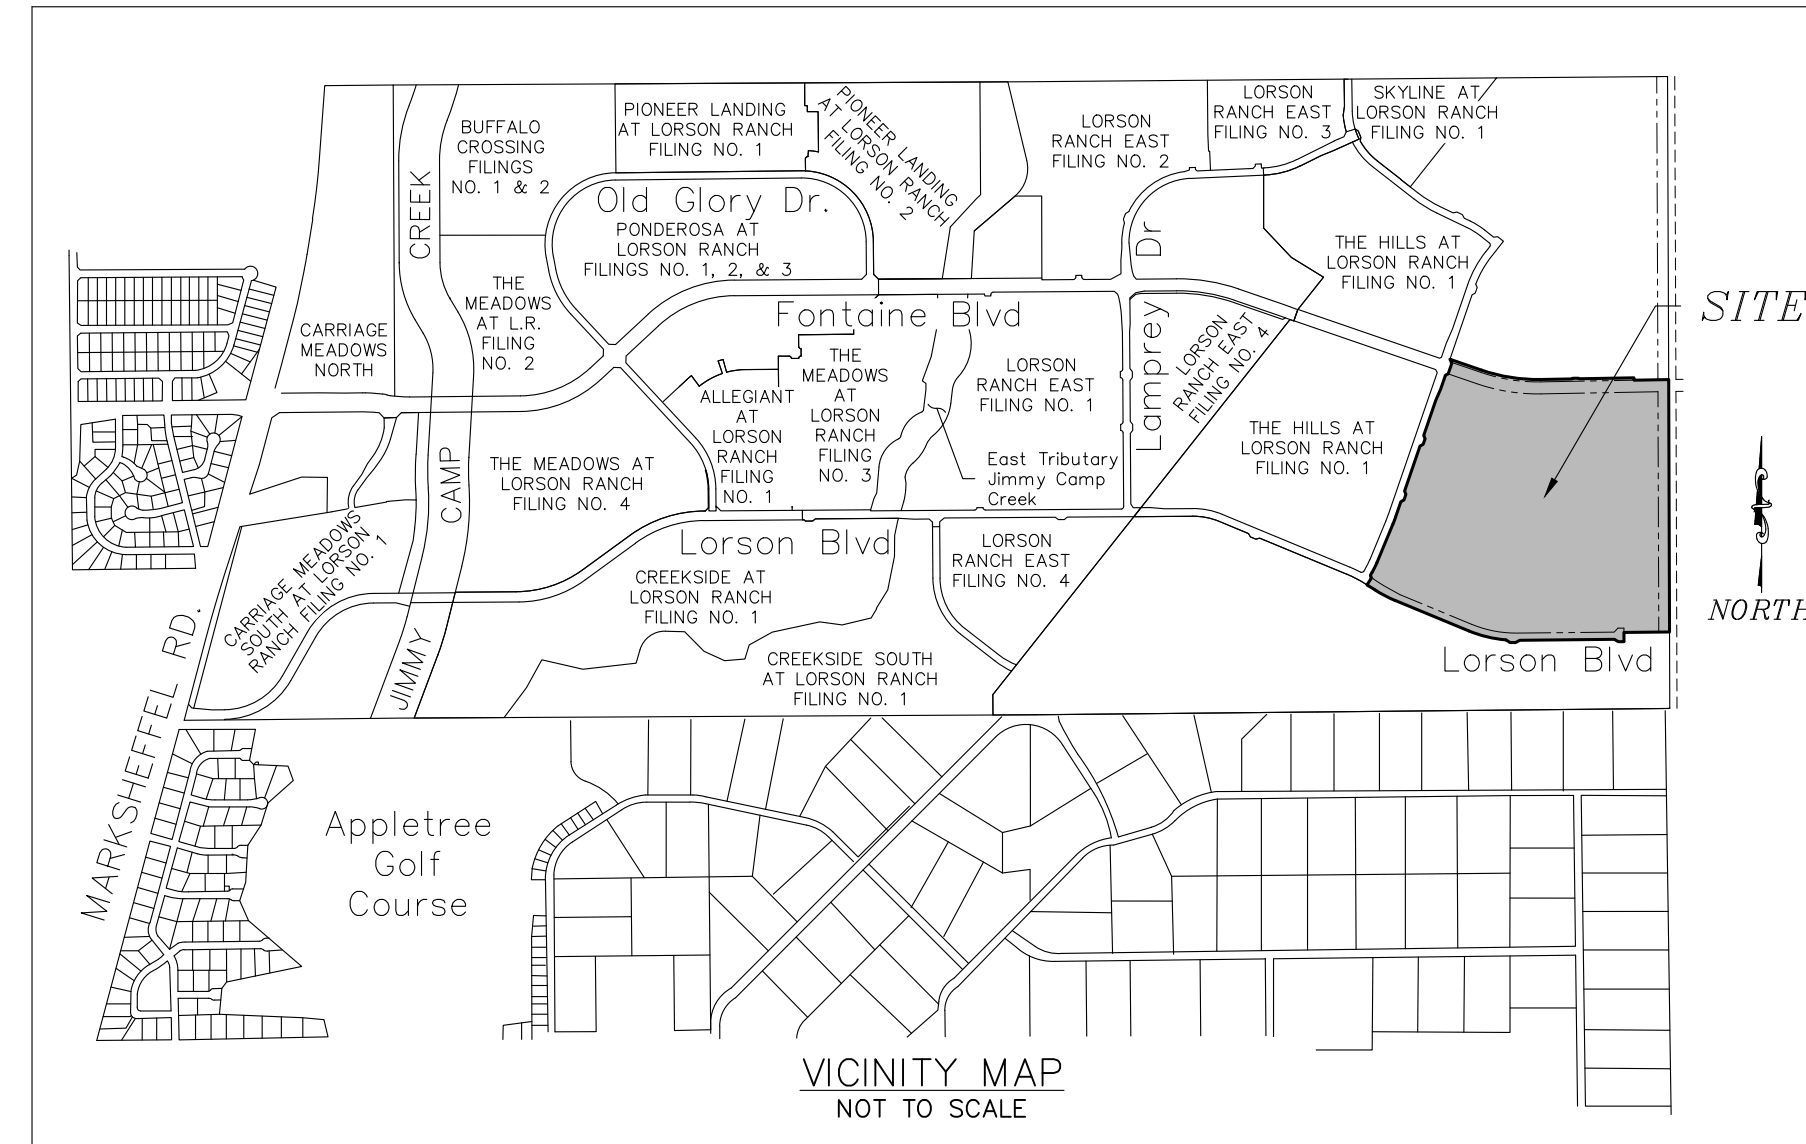 BUFFALO
CROSSING
FILINGS
NO. 1 & 2
PIONEER LANDING
AT LORSON RANCH
FILING NO. 1
PIONEER LANDING
AT LORSON RANCH
FILING NO. 2
LORSON
RANCH EAST
FILING NO. 2
LORSON
RANCH EAST
FILING NO. 3
SKYLINE AT
LORSON RANCH
FILING NO. 1
CREEK
Old Glory Dr.
PONDEROSA AT
LORSON RANCH
FILINGS NO. 1, 2, & 3
Dr
THE HILLS AT
LORSON RANCH
FILING NO. 1
SITE
CARRIAGE
MEADOWS
NORTH
THE
MEADOWS
AT L.R.
FILING
NO. 2
Fontaine Blvd
Lamprey
LORSON
RANCH EAST
FILING NO. 4
ALLEGIANT
AT
LORSON
RANCH
FILING
NO. 1
THE
MEADOWS
AT
LORSON
RANCH
FILING
NO. 3
LORSON
RANCH EAST
FILING NO. 1
THE HILLS AT
LORSON RANCH
FILING NO. 1
East Tributary
Jimmy Camp
Creek
CAMP
THE MEADOWS AT
LORSON RANCH
FILING NO. 4
CARRIAGE MEADOWS
SOUTH AT LORSON
RANCH FILING NO. 1
Lorson Blvd
LORSON
RANCH EAST
FILING NO. 4
CREEKSIDE AT
LORSON RANCH
FILING NO. 1
NORTH
JIMMY
CREEKSIDE SOUTH
AT LORSON RANCH
FILING NO. 1
Lorson Blvd
MARKSHEFFEL RD.
Appletree
Golf
Course
VICINITY MAP
NOT TO SCALE